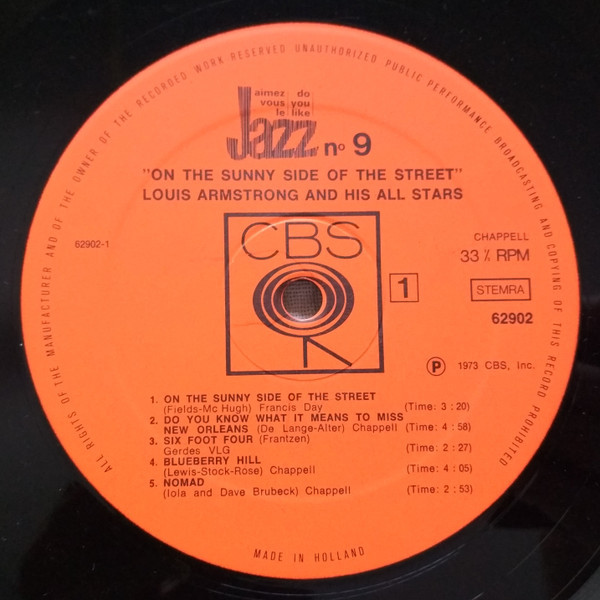 ALL RIGHTS OF THE MANUFACTURER AND OF THE OWNER OF THE RECORDED WORK RESERVED UNAUTHORIZED PUBLIC PERFORMANCE BROADCASTING AND COPYING OF THIS RECORD PROHIBITED
aimez do
vous you
le like
Jazz nº 9
"ON THE SUNNY SIDE OF THE STREET"
LOUIS ARMSTRONG AND HIS ALL STARS
CBS
62902-1
CHAPPELL
33⅓ RPM
1
STEMRA
62902
Ⓟ 1973 CBS, Inc.
1. ON THE SUNNY SIDE OF THE STREET
(Fields-Mc Hugh) Francis Day (Time: 3 : 20)
2. DO YOU KNOW WHAT IT MEANS TO MISS
NEW ORLEANS (De Lange-Alter) Chappell (Time: 4 : 58)
3. SIX FOOT FOUR (Frantzen)
Gerdes VLG (Time: 2 : 27)
4. BLUEBERRY HILL
(Lewis-Stock-Rose) Chappell (Time: 4 : 05)
5. NOMAD
(Iola and Dave Brubeck) Chappell (Time: 2 : 53)
MADE IN HOLLAND